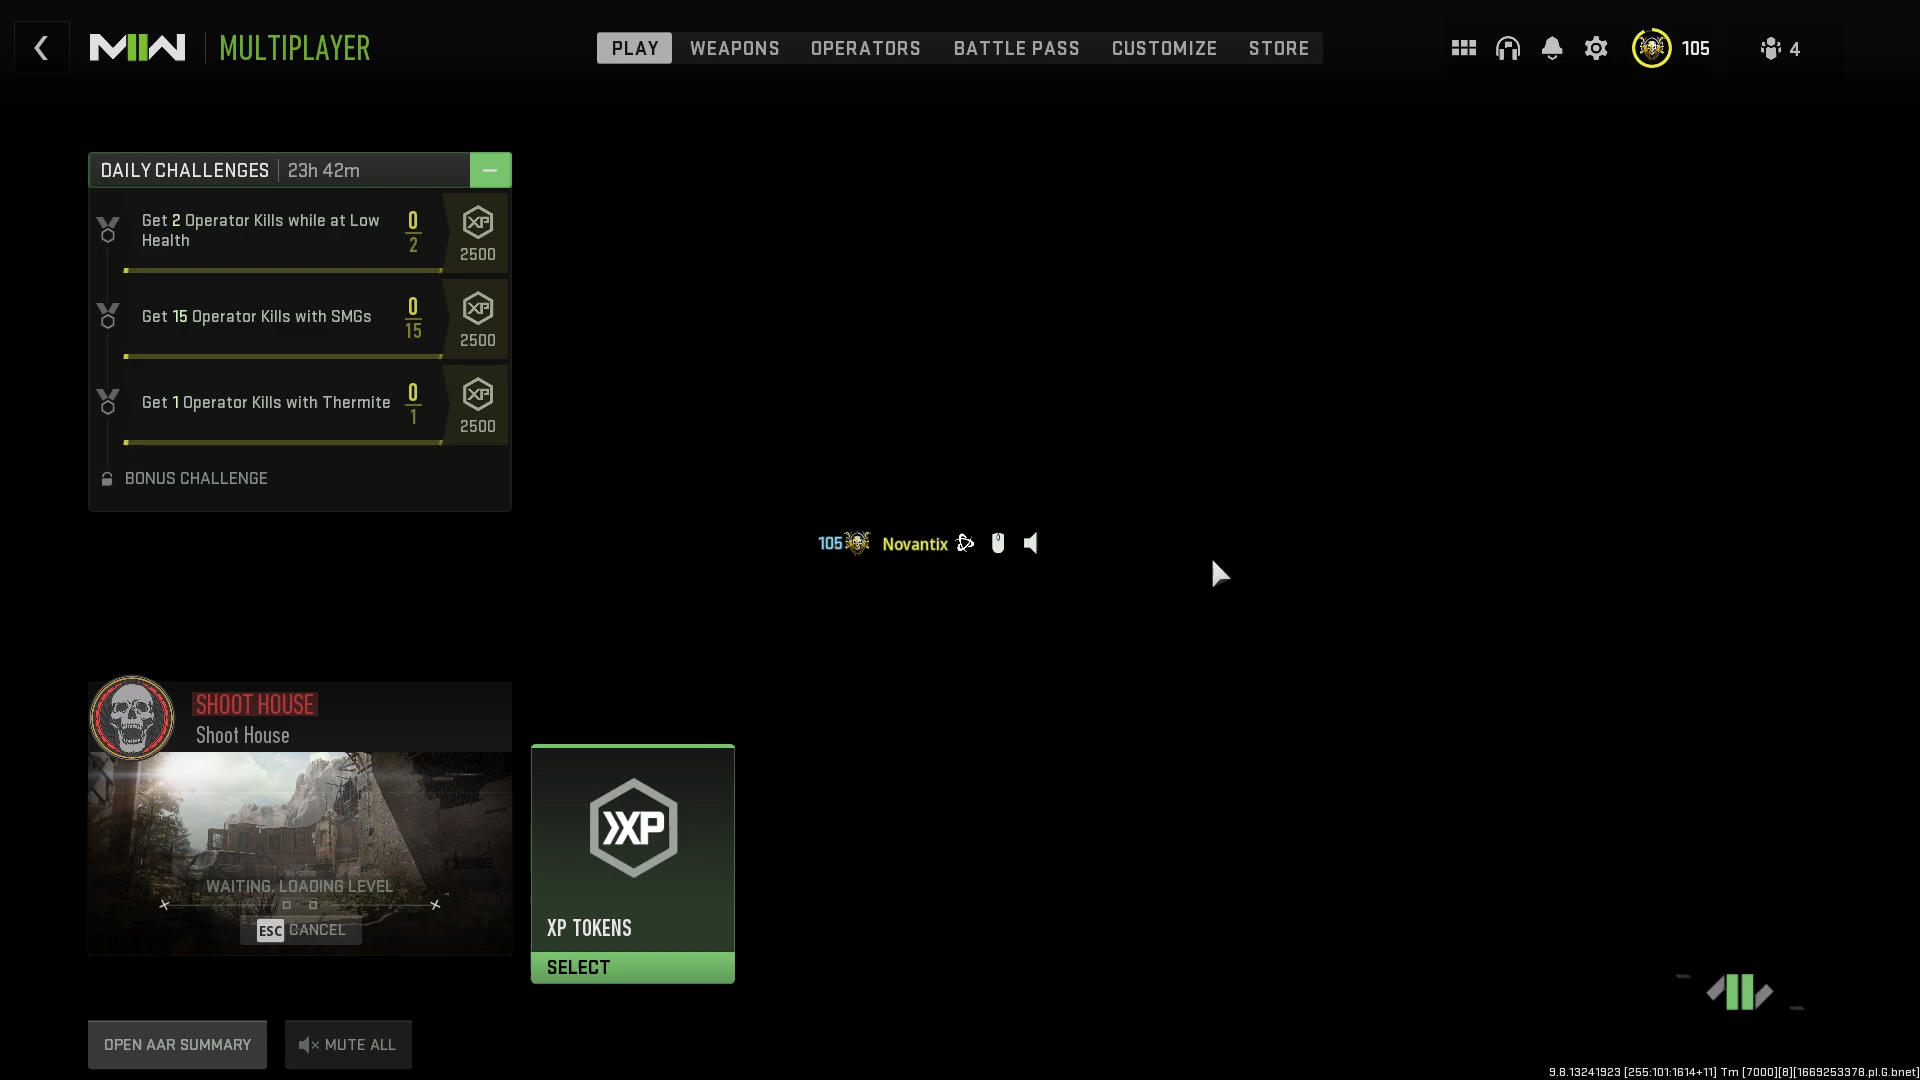 MWII MULTIPLAYER
PLAY WEAPONS OPERATORS BATTLE PASS CUSTOMIZE STORE
105 4
DAILY CHALLENGES 23h 42m
Get 2 Operator Kills while at Low
Health
0
2
XP
2500
Get 15 Operator Kills with SMGs
0
15
XP
2500
Get 1 Operator Kills with Thermite
0
1
XP
2500
BONUS CHALLENGE
105 Novantix
SHOOT HOUSE
Shoot House
WAITING. LOADING LEVEL
ESC CANCEL
XP
XP TOKENS
SELECT
OPEN AAR SUMMARY MUTE ALL
9.8.13241923 [255:101:1614+11] Tm [7000][8][1669253378.pl.G.bnet]